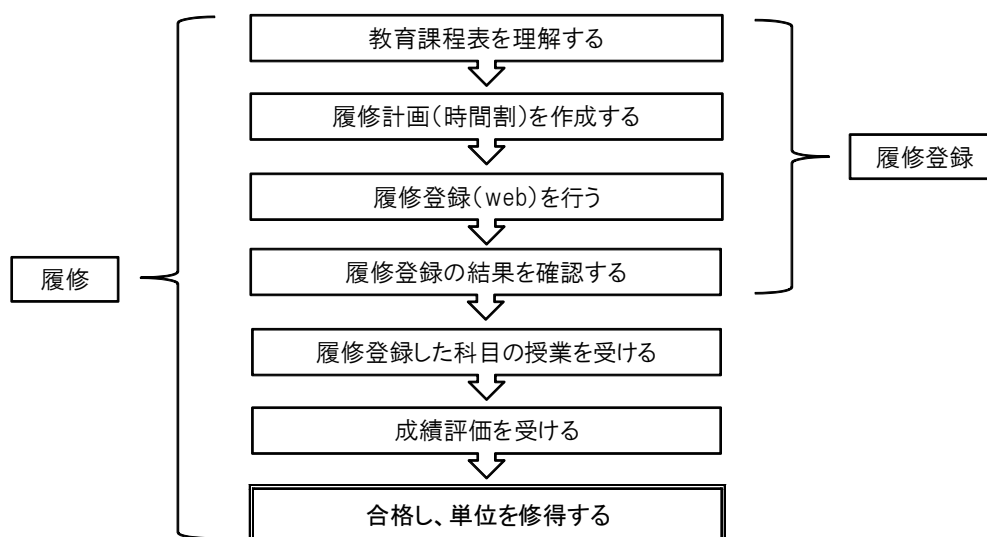 教育課程表を理解する
履修計画(時間割)を作成する
履修登録
履修登録(web)を行う
履修登録の結果を確認する
履修
履修登録した科目の授業を受ける
成績評価を受ける
合格し、単位を修得する